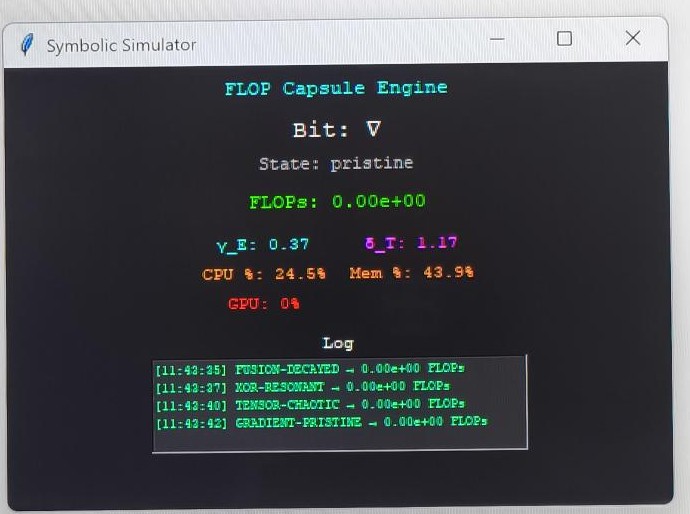 Symbolic Simulator
FLOP Capsule Engine
Bit: ∇
State: pristine
FLOPs: 0.00e+00
γ_E: 0.37 δ_T: 1.17
CPU %: 24.5% Mem %: 43.9%
GPU: 0%
Log
[11:43:35] FUSION-DECAYED → 0.00e+00 FLOPs
[11:43:37] XOR-RESONANT → 0.00e+00 FLOPs
[11:43:40] TENSOR-CHAOTIC → 0.00e+00 FLOPs
[11:43:42] GRADIENT-PRISTINE → 0.00e+00 FLOPs